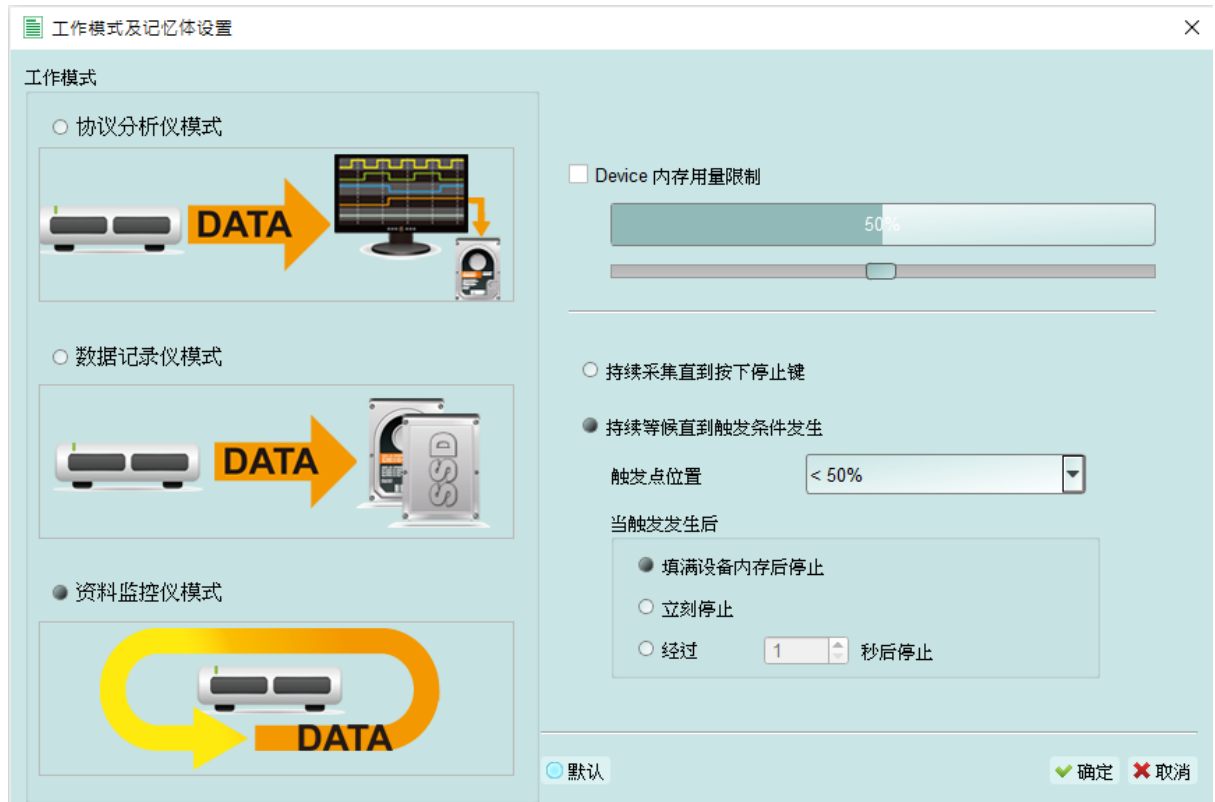 工作模式及记忆体设置
工作模式
协议分析仪模式
DATA
数据记录仪模式
DATA
SSD
资料监控仪模式
DATA
Device 内存用量限制
50%
持续采集直到按下停止键
持续等候直到触发条件发生
触发点位置
< 50%
当触发发生后
填满设备内存后停止
立刻停止
经过 1 秒后停止
默认
确定
取消